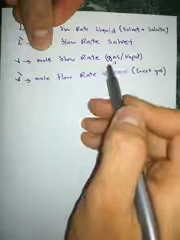 Rate Liquid (Solvent + Solute)
Flow Rate Solvent
V → mole Flow Rate (gas/Vapor)
→ mole Flow Rate (Inert gas)